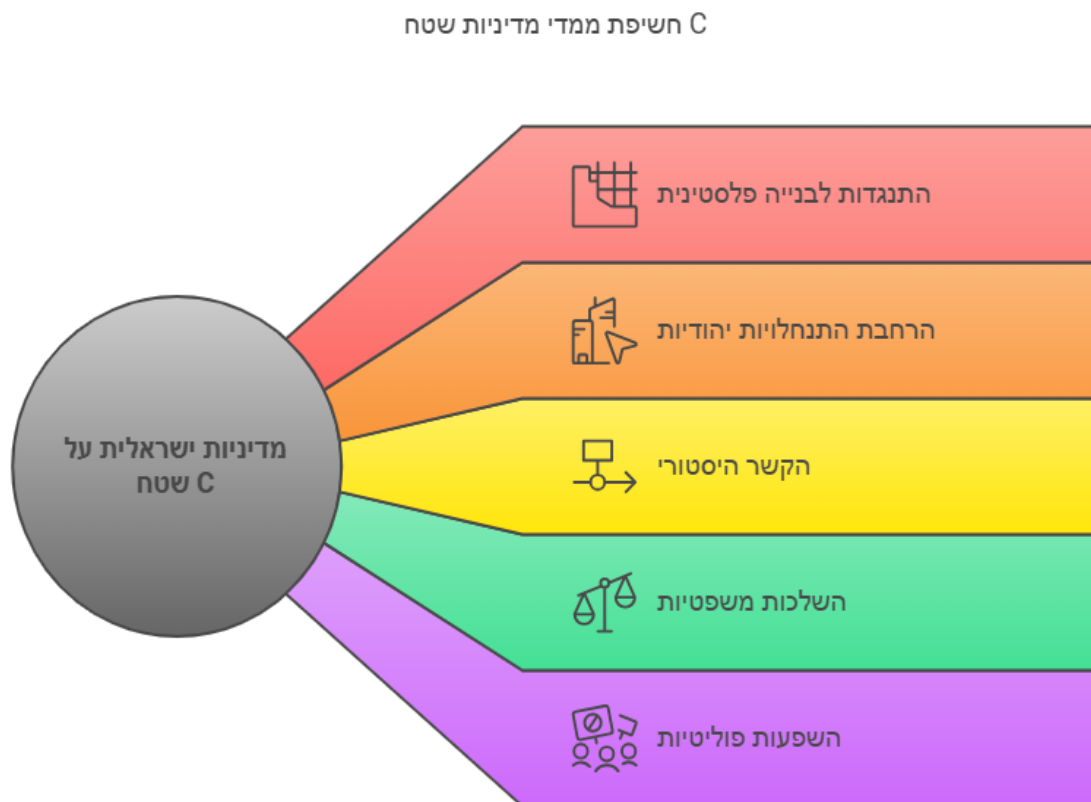 חשיפת ממדי מדיניות שטח C
התנגדות לבנייה פלסטינית
הרחבת התנחלויות יהודיות
הקשר היסטורי
השלכות משפטיות
השפעות פוליטיות
מדיניות ישראלית על
שטח C